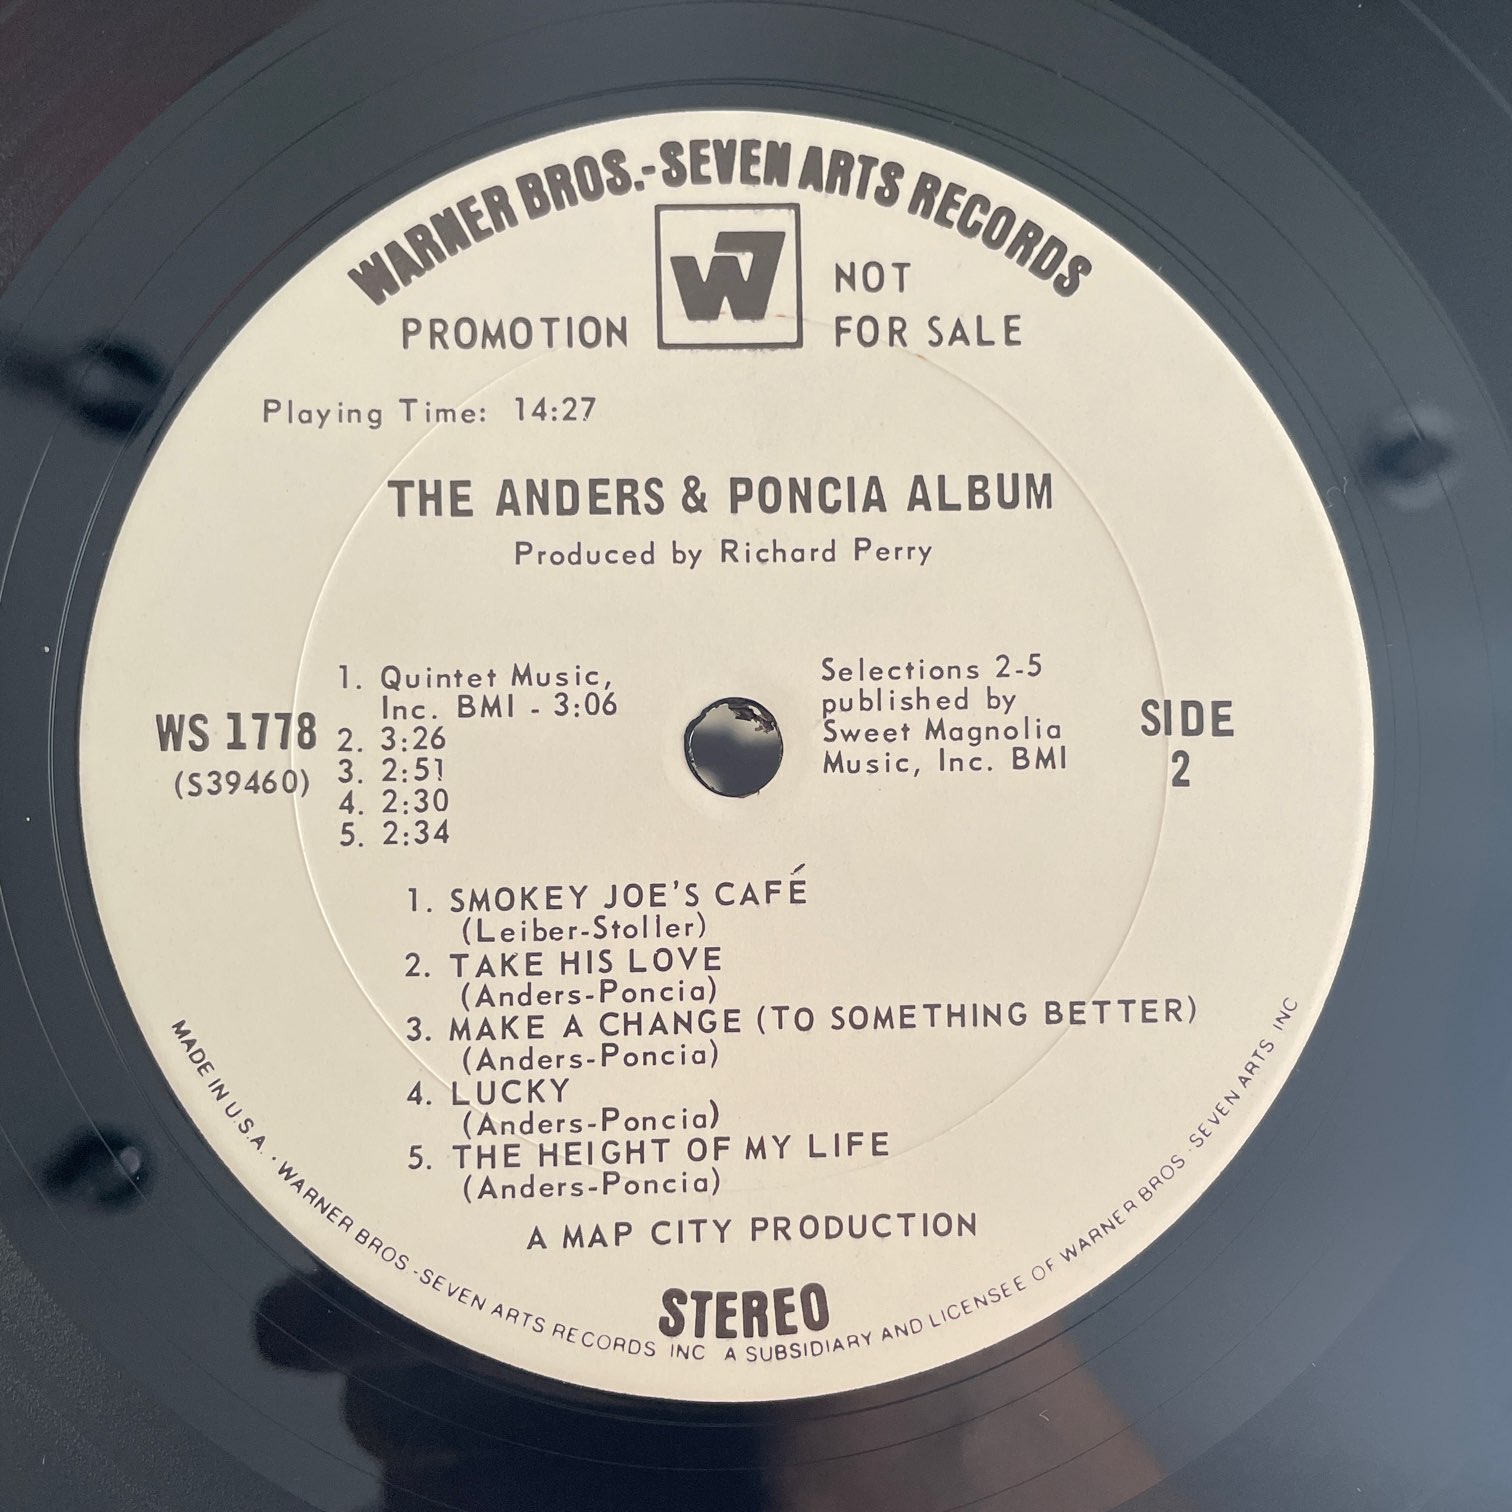 WARNER BROS.-SEVEN ARTS RECORDS
W7
PROMOTION
NOT
FOR SALE
Playing Time: 14:27
THE ANDERS & PONCIA ALBUM
Produced by Richard Perry
1. Quintet Music,
Inc. BMI - 3:06
2. 3:26
3. 2:51
4. 2:30
5. 2:34
Selections 2-5
published by
Sweet Magnolia
Music, Inc. BMI
WS 1778
(S39460)
SIDE
2
1. SMOKEY JOE'S CAFÉ
(Leiber-Stoller)
2. TAKE HIS LOVE
(Anders-Poncia)
3. MAKE A CHANGE (TO SOMETHING BETTER)
(Anders-Poncia)
4. LUCKY
(Anders-Poncia)
5. THE HEIGHT OF MY LIFE
(Anders-Poncia)
A MAP CITY PRODUCTION
STEREO
MADE IN U.S.A. · WARNER BROS.-SEVEN ARTS RECORDS INC A SUBSIDIARY AND LICENSEE OF WARNER BROS.-SEVEN ARTS INC